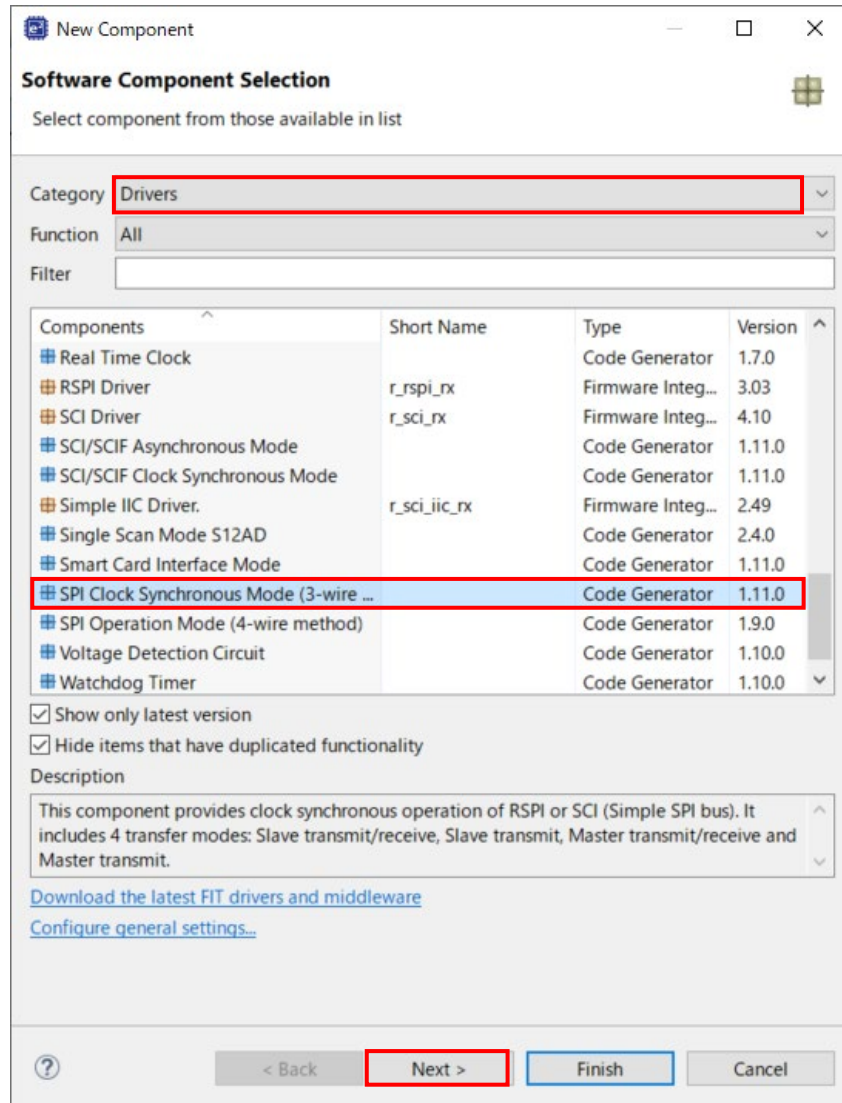 New Component
Software Component Selection
Select component from those available in list
Category Drivers
Function All
Filter
Components Short Name Type Version
Real Time Clock Code Generator 1.7.0
RSPI Driver r_rspi_rx Firmware Integ... 3.03
SCI Driver r_sci_rx Firmware Integ... 4.10
SCI/SCIF Asynchronous Mode Code Generator 1.11.0
SCI/SCIF Clock Synchronous Mode Code Generator 1.11.0
Simple IIC Driver. r_sci_iic_rx Firmware Integ... 2.49
Single Scan Mode S12AD Code Generator 2.4.0
Smart Card Interface Mode Code Generator 1.11.0
SPI Clock Synchronous Mode (3-wire ... Code Generator 1.11.0
SPI Operation Mode (4-wire method) Code Generator 1.9.0
Voltage Detection Circuit Code Generator 1.10.0
Watchdog Timer Code Generator 1.10.0
Show only latest version
Hide items that have duplicated functionality
Description
This component provides clock synchronous operation of RSPI or SCI (Simple SPI bus). It
includes 4 transfer modes: Slave transmit/receive, Slave transmit, Master transmit/receive and
Master transmit.
Download the latest FIT drivers and middleware
Configure general settings...
? < Back Next > Finish Cancel